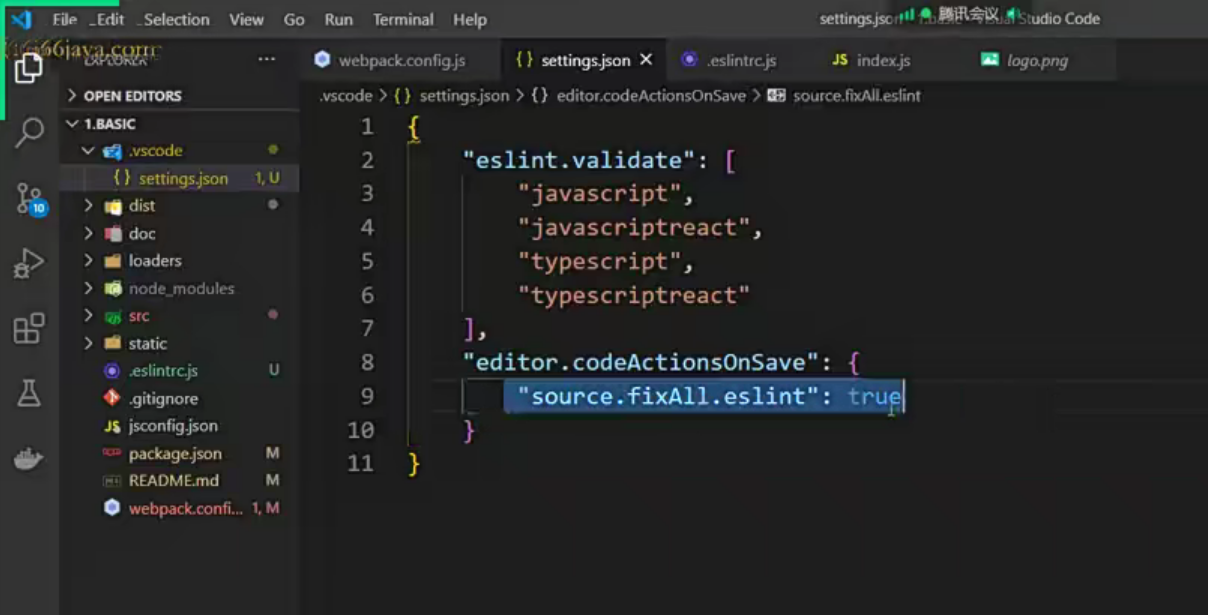 File Edit Selection View Go Run Terminal Help
settings.json - 1.basic - Visual Studio Code
腾讯会议
66java.com
EXPLORER ...
webpack.config.js
{} settings.json ×
.eslintrc.js
JS index.js
logo.png
.vscode > {} settings.json > {} editor.codeActionsOnSave > source.fixAll.eslint
> OPEN EDITORS
1.BASIC
.vscode
{} settings.json 1, U
> dist
> doc
> loaders
> node_modules
> src
> static
.eslintrc.js U
.gitignore
JS jsconfig.json
package.json M
README.md M
webpack.confi... 1, M
10
1 {
2 "eslint.validate": [
3 "javascript",
4 "javascriptreact",
5 "typescript",
6 "typescriptreact"
7 ],
8 "editor.codeActionsOnSave": {
9 "source.fixAll.eslint": true
10 }
11 }